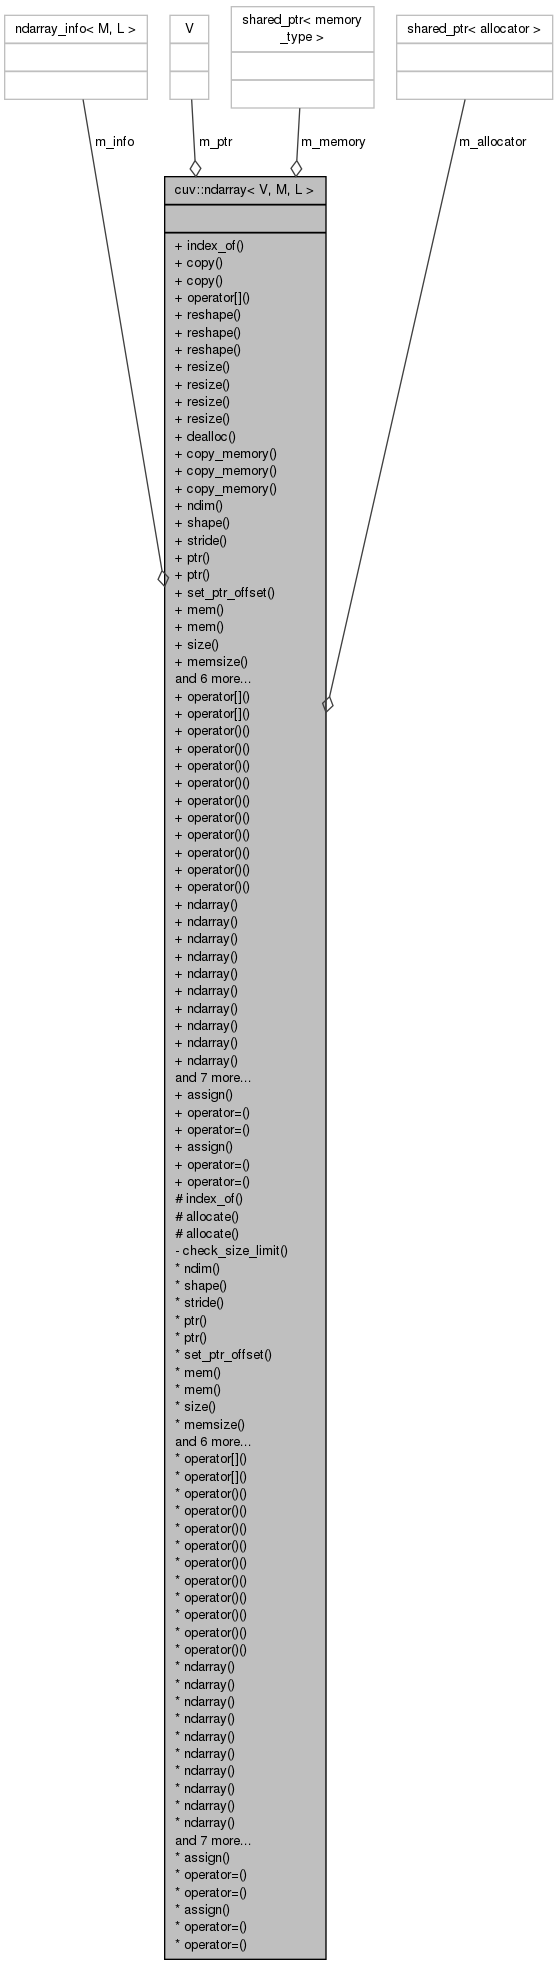 ndarray_info< M, L >
V
shared_ptr< memory
_type >
shared_ptr< allocator >
m_info
m_ptr
m_memory
m_allocator
cuv::ndarray< V, M, L >
+ index_of()
+ copy()
+ copy()
+ operator[]()
+ reshape()
+ reshape()
+ reshape()
+ resize()
+ resize()
+ resize()
+ resize()
+ dealloc()
+ copy_memory()
+ copy_memory()
+ copy_memory()
+ ndim()
+ shape()
+ stride()
+ ptr()
+ ptr()
+ set_ptr_offset()
+ mem()
+ mem()
+ size()
+ memsize()
and 6 more...
+ operator[]()
+ operator[]()
+ operator()()
+ operator()()
+ operator()()
+ operator()()
+ operator()()
+ operator()()
+ operator()()
+ operator()()
+ operator()()
+ operator()()
+ ndarray()
+ ndarray()
+ ndarray()
+ ndarray()
+ ndarray()
+ ndarray()
+ ndarray()
+ ndarray()
+ ndarray()
+ ndarray()
and 7 more...
+ assign()
+ operator=()
+ operator=()
+ assign()
+ operator=()
+ operator=()
# index_of()
# allocate()
# allocate()
- check_size_limit()
* ndim()
* shape()
* stride()
* ptr()
* ptr()
* set_ptr_offset()
* mem()
* mem()
* size()
* memsize()
and 6 more...
* operator[]()
* operator[]()
* operator()()
* operator()()
* operator()()
* operator()()
* operator()()
* operator()()
* operator()()
* operator()()
* operator()()
* operator()()
* ndarray()
* ndarray()
* ndarray()
* ndarray()
* ndarray()
* ndarray()
* ndarray()
* ndarray()
* ndarray()
* ndarray()
and 7 more...
* assign()
* operator=()
* operator=()
* assign()
* operator=()
* operator=()